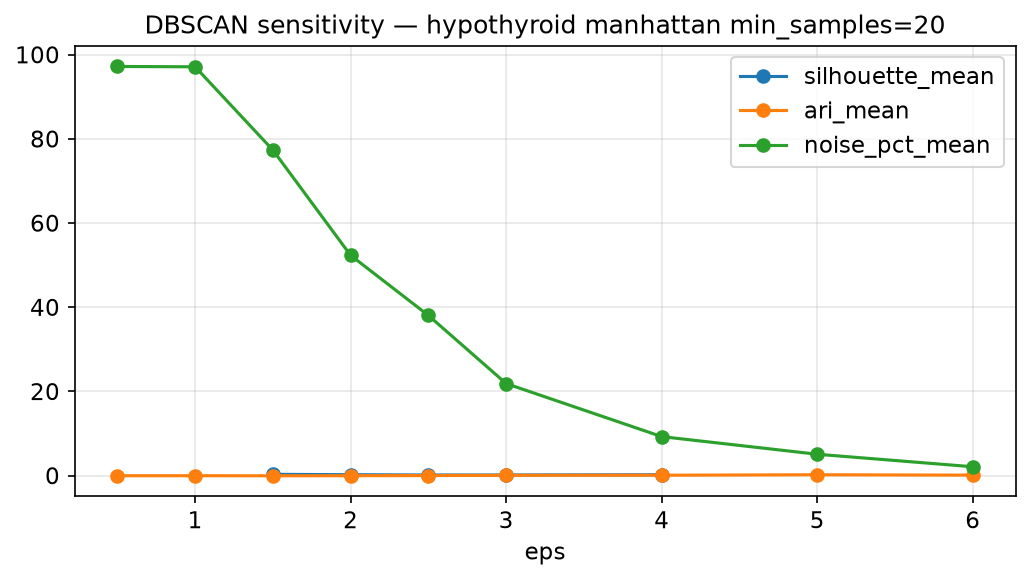 DBSCAN sensitivity — hypothyroid manhattan min_samples=20
100
80
60
40
20
0
silhouette_mean
ari_mean
noise_pct_mean
1 2 3 4 5 6
eps